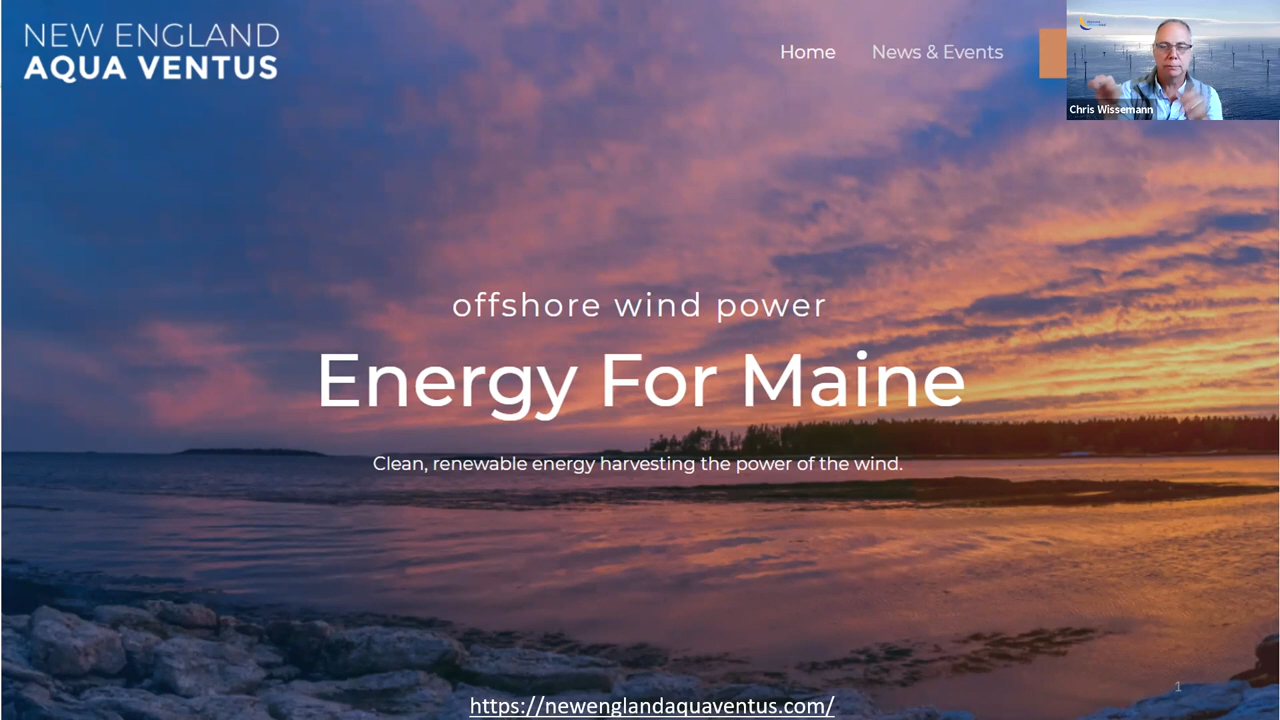 NEW ENGLAND
AQUA VENTUS
Home
News & Events
Chris Wissemann
offshore wind power
Energy For Maine
Clean, renewable energy harvesting the power of the wind.
1
https://newenglandaquaventus.com/